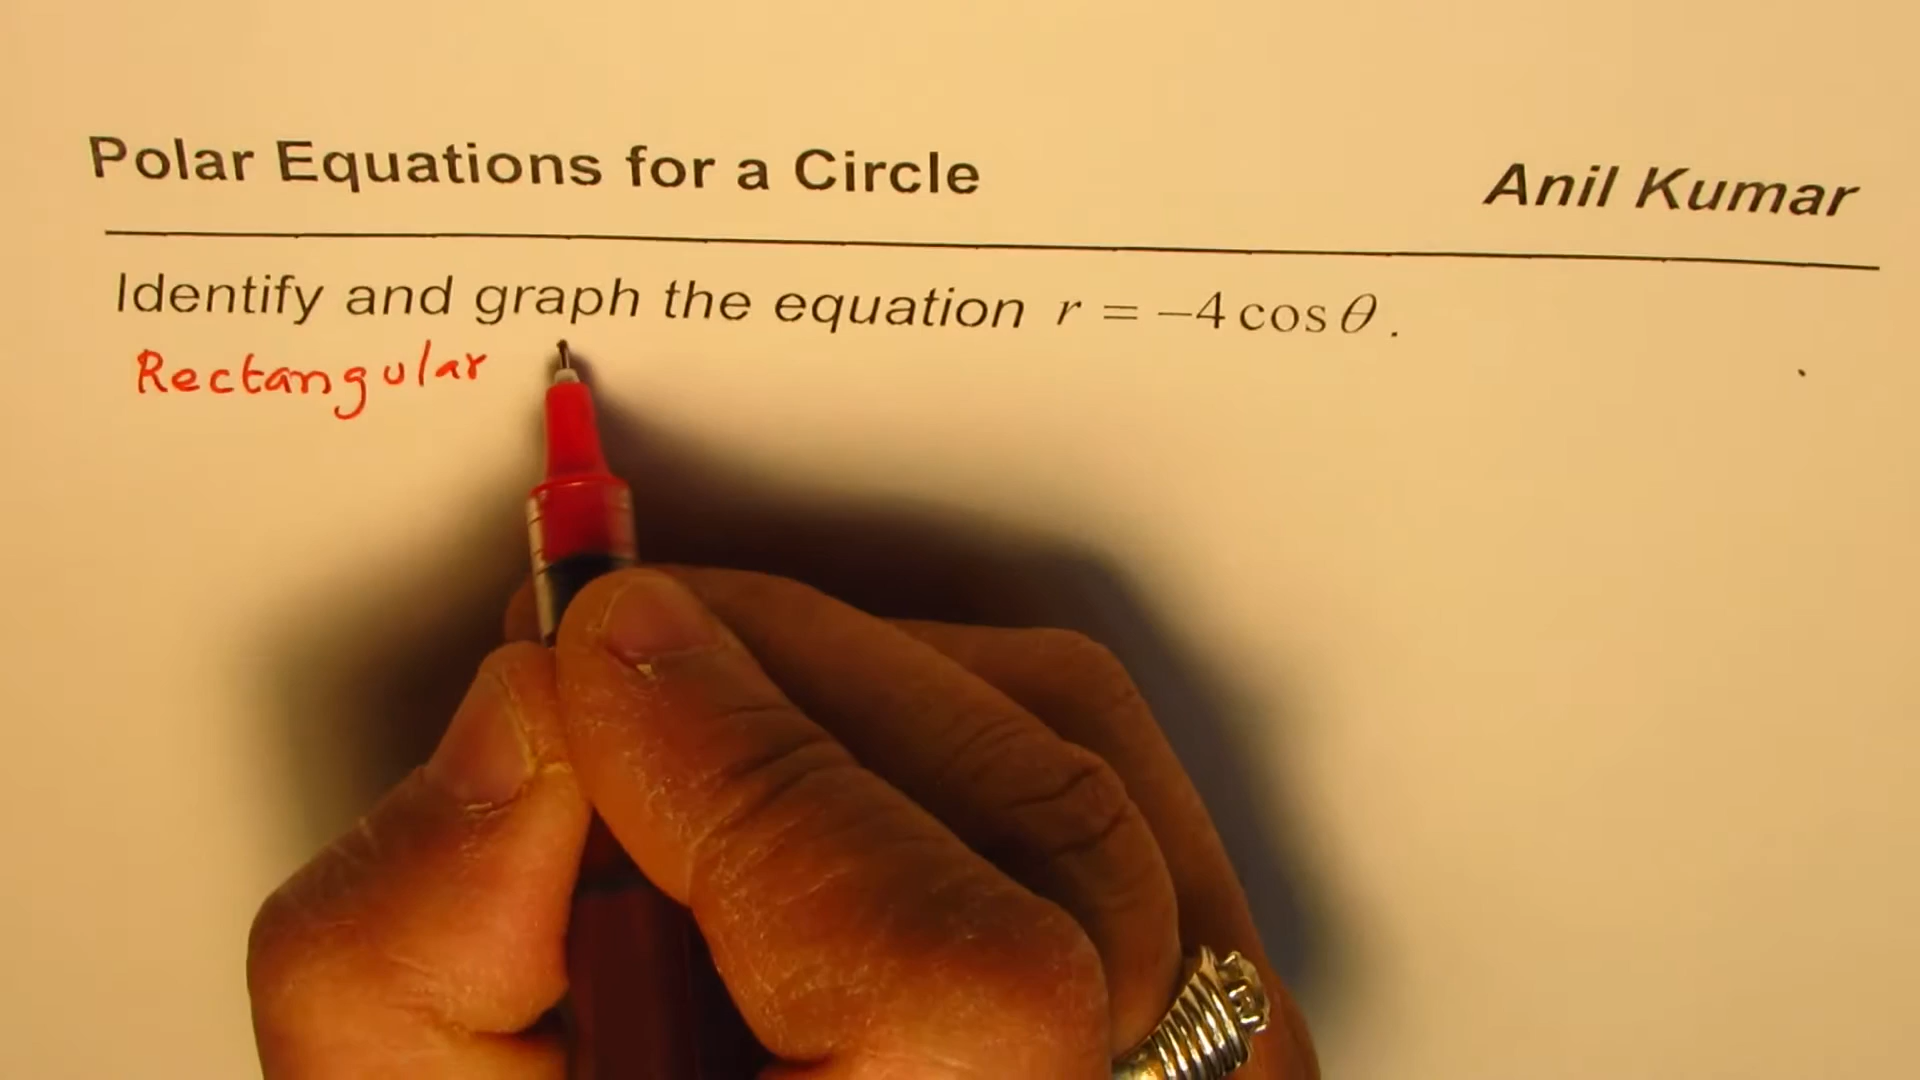 Polar Equations for a Circle Anil Kumar
Identify and graph the equation r = −4 cos θ .
Rectangular